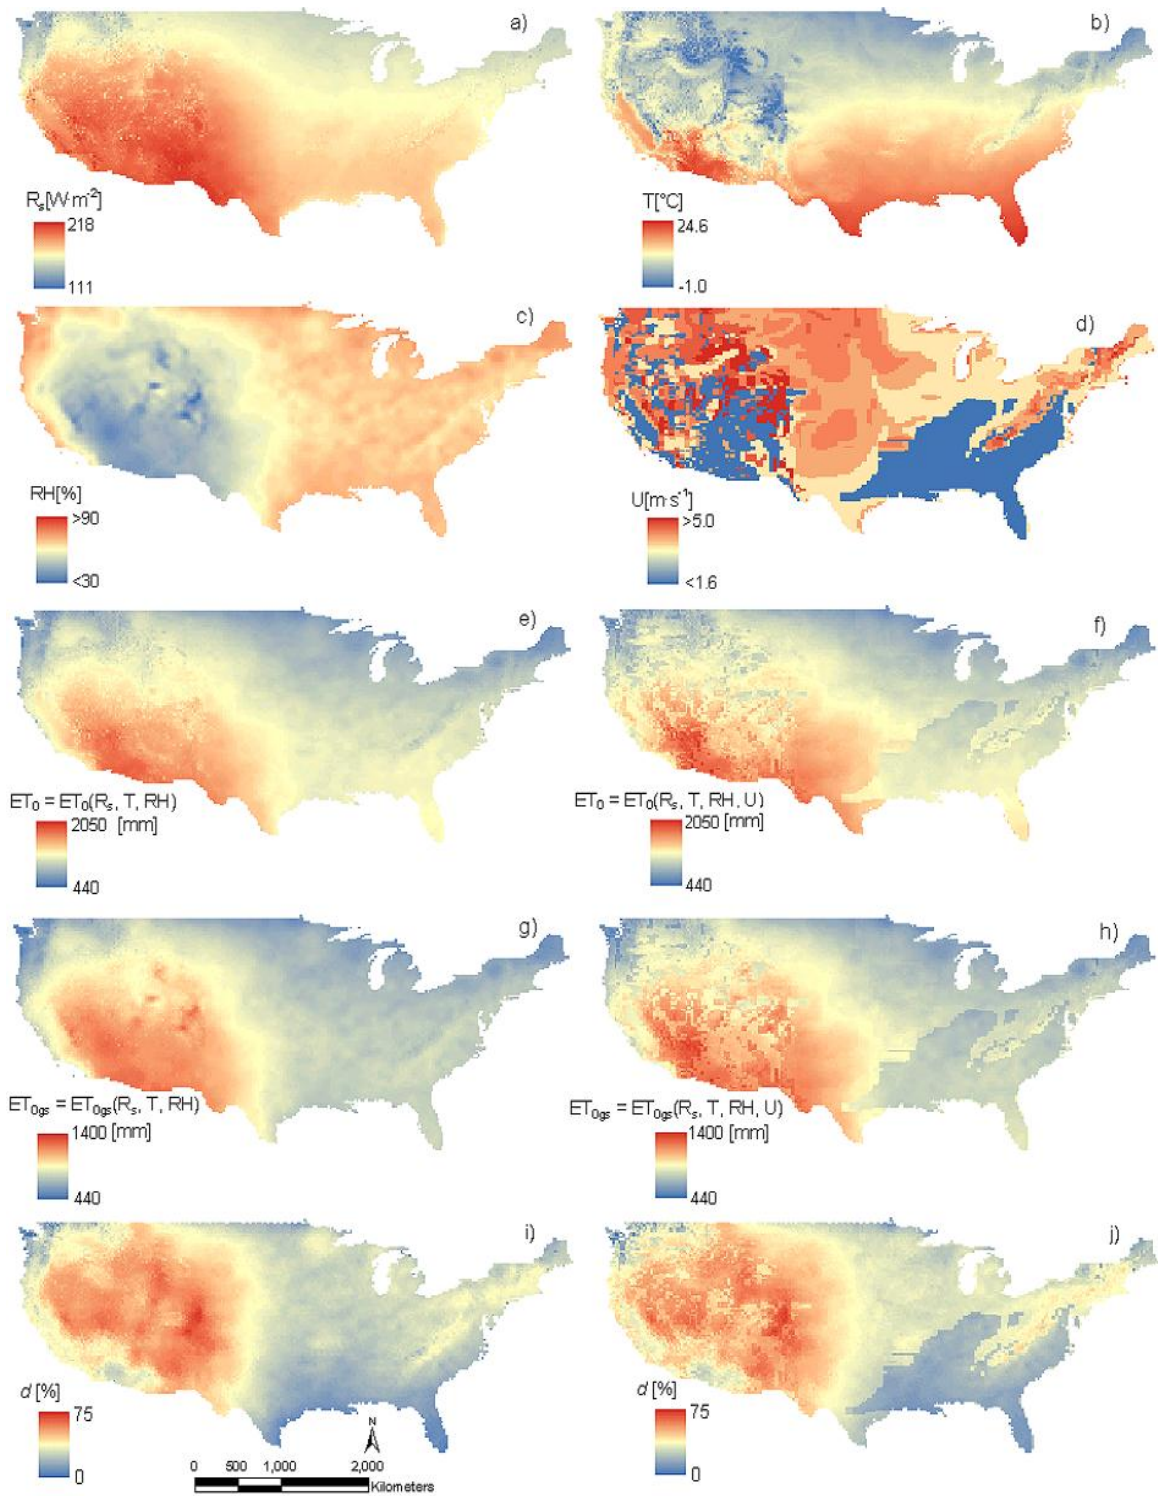 a)
Rs[W·m-2]
218
111
b)
T[°C]
24.6
-1.0
c)
RH[%]
>90
<30
d)
U[m·s-1]
>5.0
<1.6
e)
ET0 = ET0(Rs, T, RH)
2050 [mm]
440
f)
ET0 = ET0(Rs, T, RH, U)
2050 [mm]
440
g)
ET0gs = ET0gs(Rs, T, RH)
1400 [mm]
440
h)
ET0gs = ET0gs(Rs, T, RH, U)
1400 [mm]
440
i)
d [%]
75
0
N
0 500 1,000 2,000
Kilometers
j)
d [%]
75
0